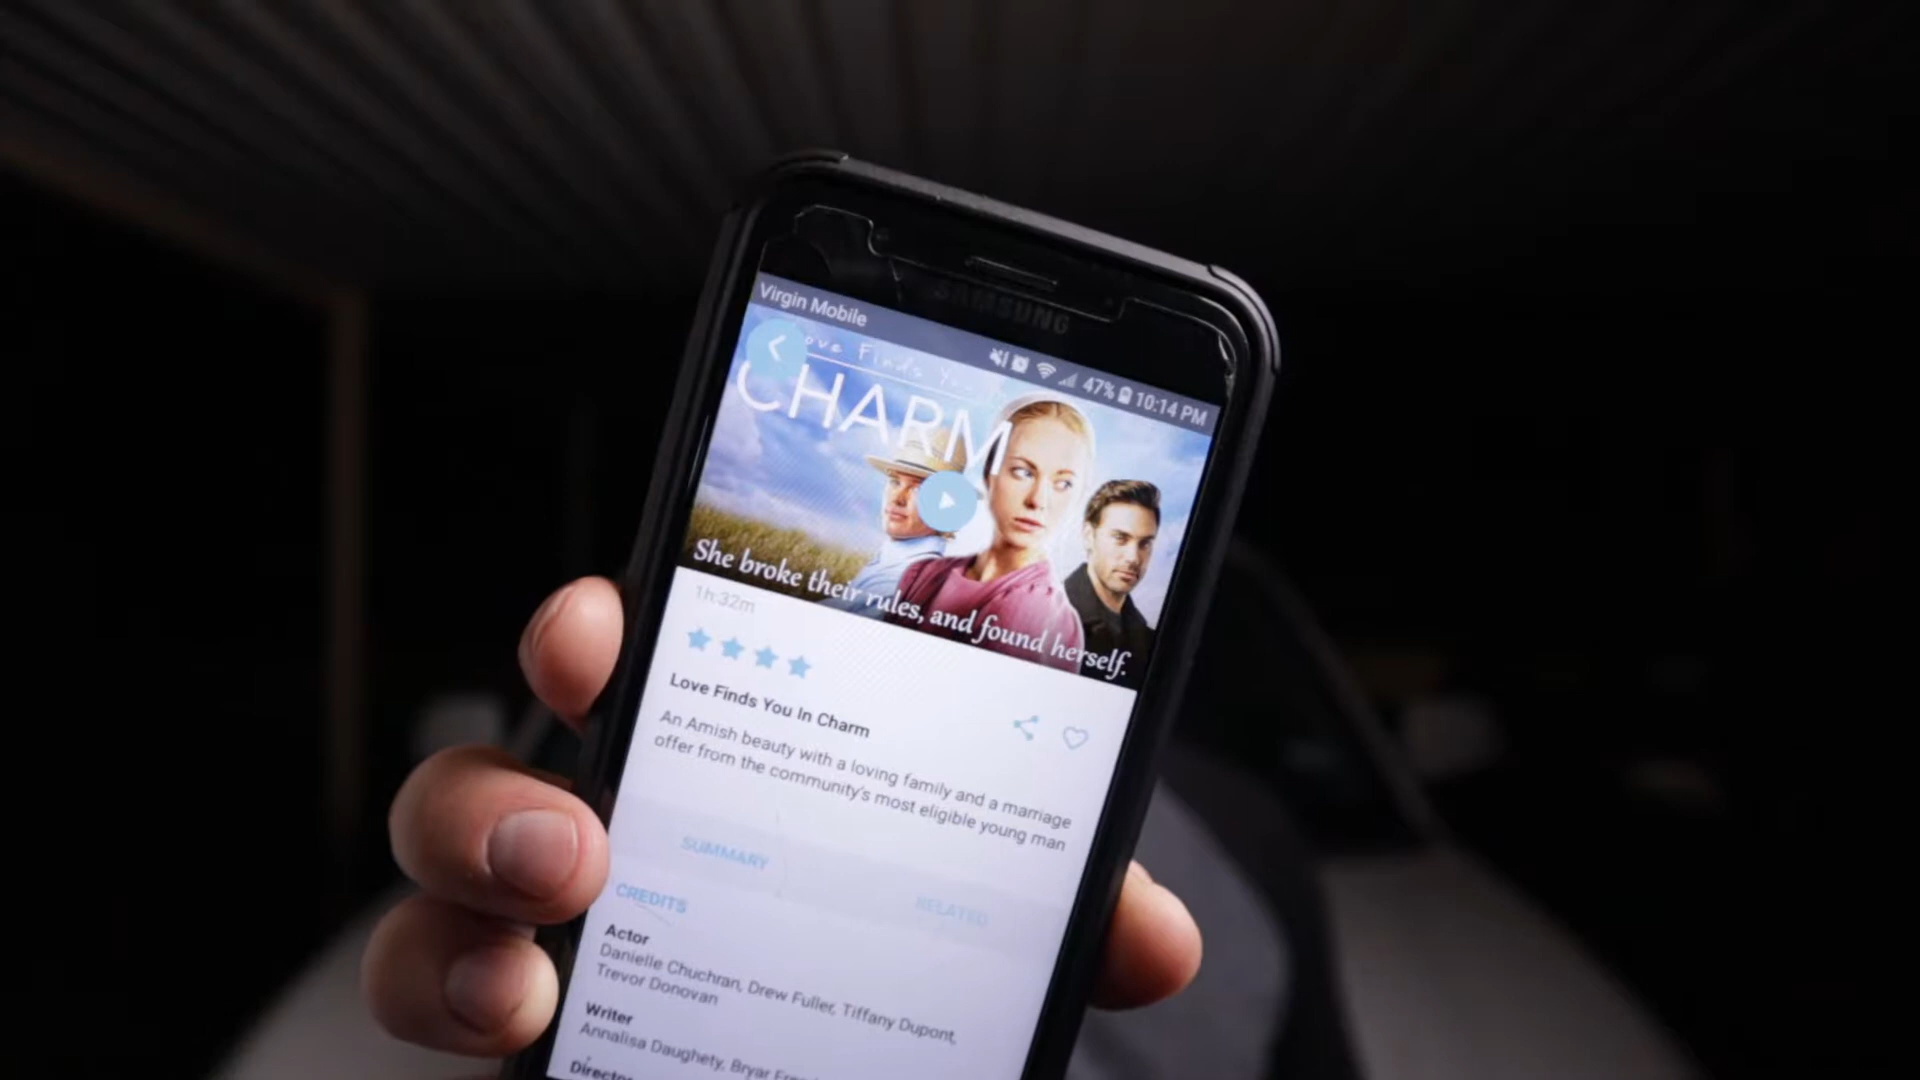 SAMSUNG
Virgin Mobile
47% 10:14 PM
ove Finds
CHARM
She broke their rules, and found herself.
1h:32m
Love Finds You In Charm
An Amish beauty with a loving family and a marriage
offer from the community's most eligible young man
SUMMARY
RELATED
CREDITS
Actor
Danielle Chuchran, Drew Fuller, Tiffany Dupont,
Trevor Donovan
Writer
Annalisa Daughety, Bryar